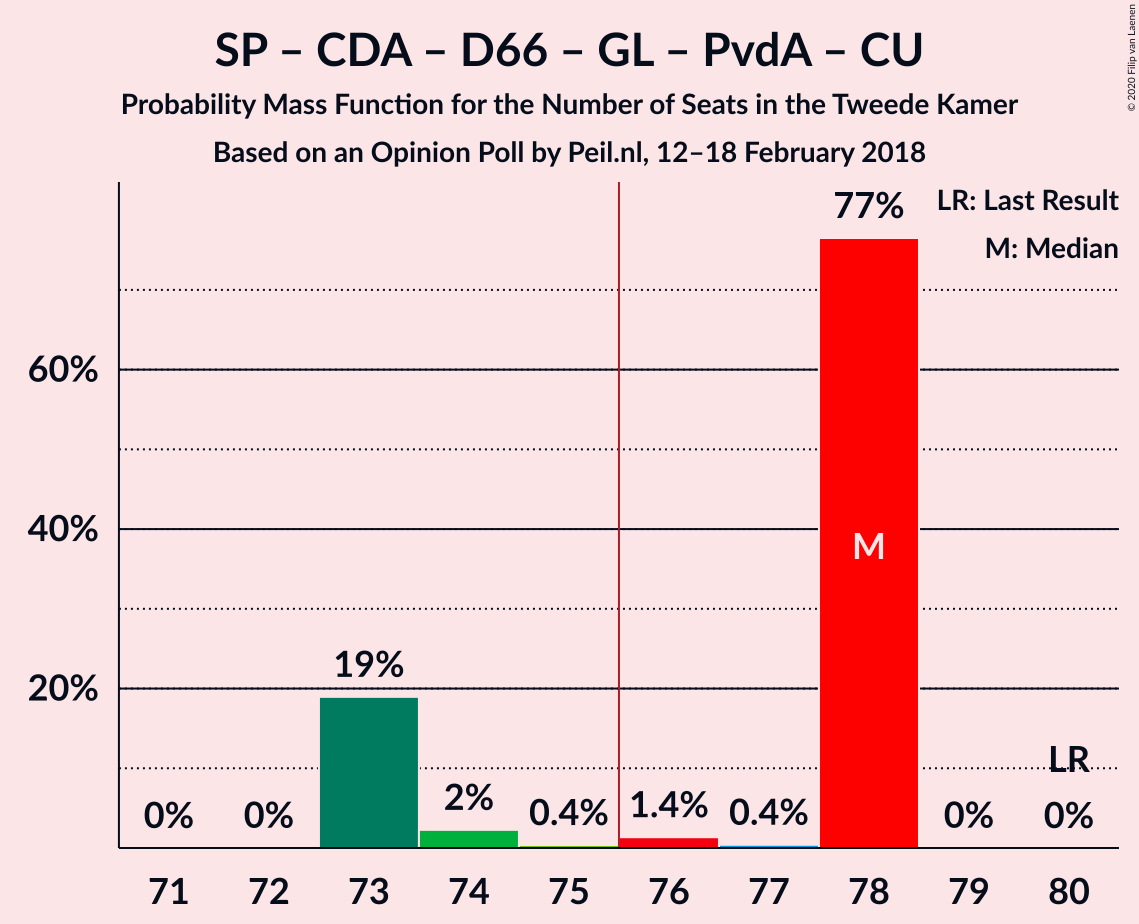 SP – CDA – D66 – GL – PvdA – CU
Probability Mass Function for the Number of Seats in the Tweede Kamer
Based on an Opinion Poll by Peil.nl, 12–18 February 2018
© 2020 Filip van Laenen
LR: Last Result
M: Median
77%
60%
40%
M
20%
19%
LR
0%
0%
2%
0.4%
1.4%
0.4%
0%
0%
71 72 73 74 75 76 77 78 79 80